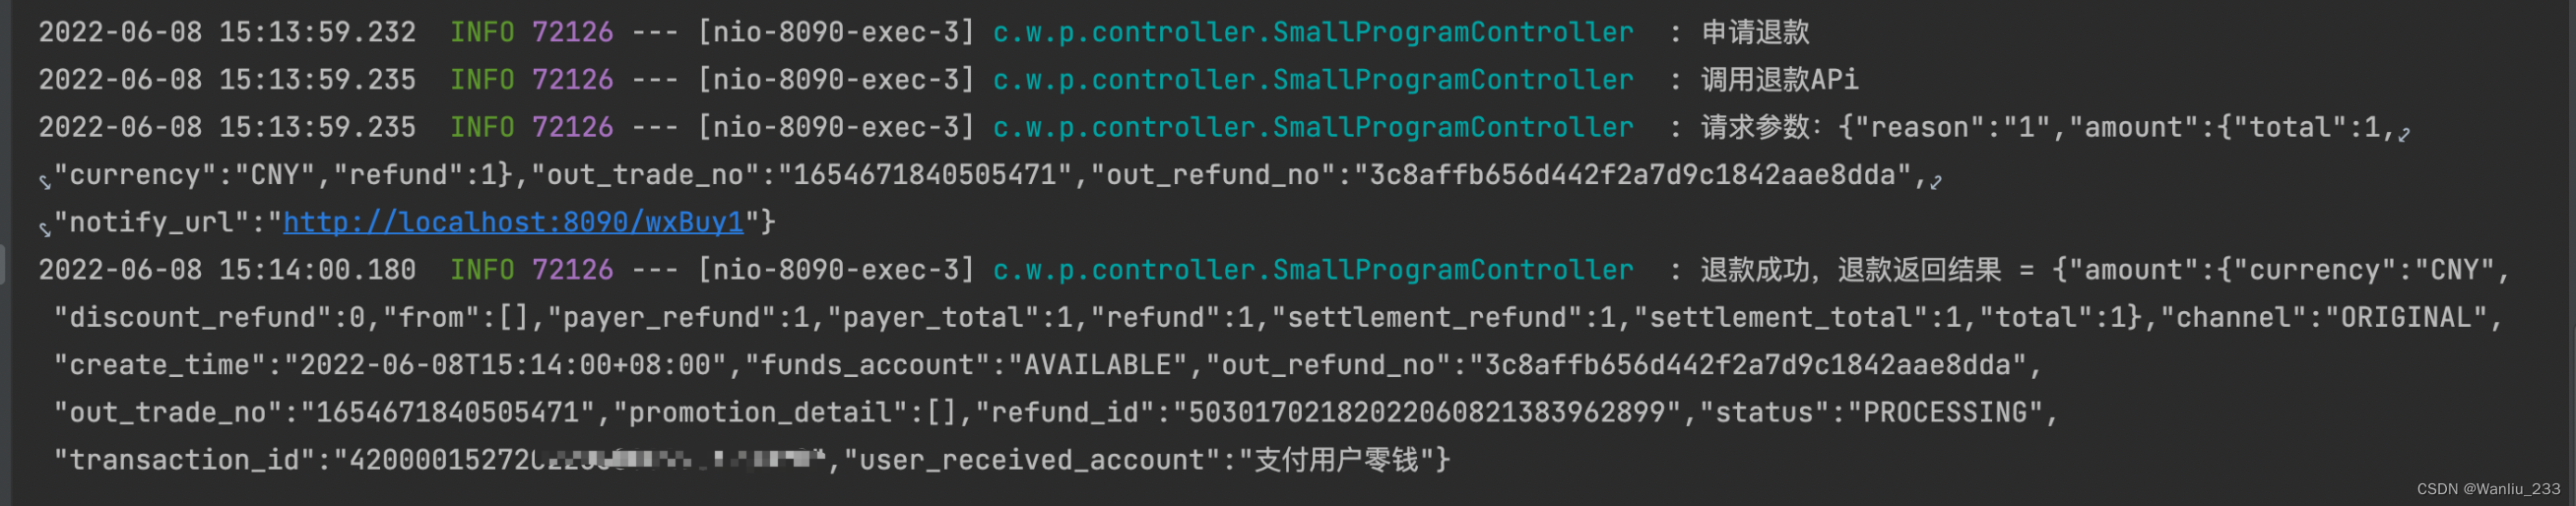 2022-06-08 15:13:59.232  INFO 72126 --- [nio-8090-exec-3] c.w.p.controller.SmallProgramController  : 申请退款
2022-06-08 15:13:59.235  INFO 72126 --- [nio-8090-exec-3] c.w.p.controller.SmallProgramController  : 调用退款APi
2022-06-08 15:13:59.235  INFO 72126 --- [nio-8090-exec-3] c.w.p.controller.SmallProgramController  : 请求参数：{"reason":"1","amount":{"total":1,
"currency":"CNY","refund":1},"out_trade_no":"1654671840505471","out_refund_no":"3c8affb656d442f2a7d9c1842aae8dda",
"notify_url":"http://localhost:8090/wxBuy1"}
2022-06-08 15:14:00.180  INFO 72126 --- [nio-8090-exec-3] c.w.p.controller.SmallProgramController  : 退款成功，退款返回结果 = {"amount":{"currency":"CNY",
"discount_refund":0,"from":[],"payer_refund":1,"payer_total":1,"refund":1,"settlement_refund":1,"settlement_total":1,"total":1},"channel":"ORIGINAL",
"create_time":"2022-06-08T15:14:00+08:00","funds_account":"AVAILABLE","out_refund_no":"3c8affb656d442f2a7d9c1842aae8dda",
"out_trade_no":"1654671840505471","promotion_detail":[],"refund_id":"50301702182022060821383962899","status":"PROCESSING",
"transaction_id":"42000015272","user_received_account":"支付用户零钱"}
CSDN @Wanliu_233